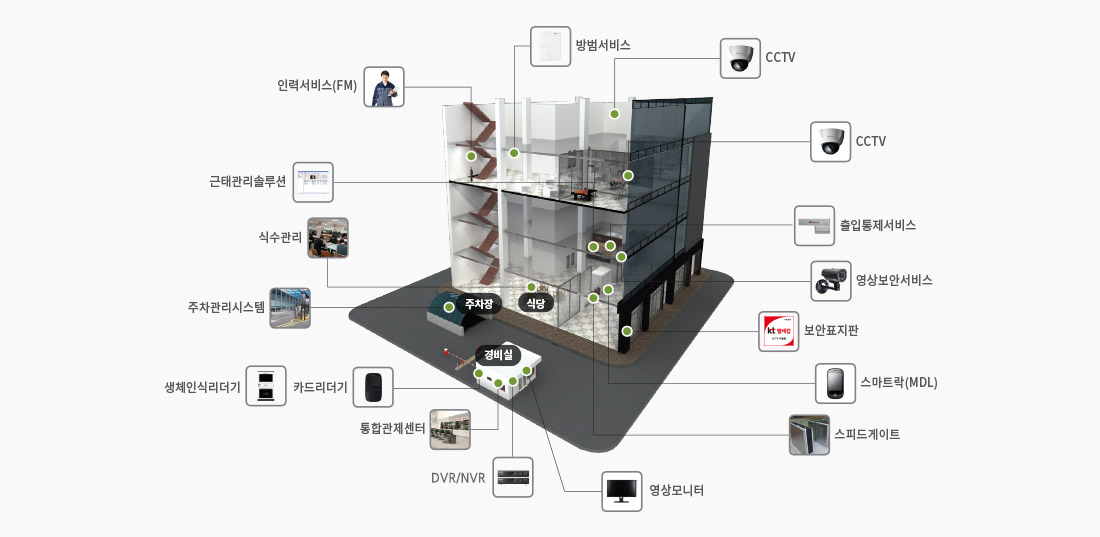 방범서비스
CCTV
인력서비스(FM)
CCTV
근태관리솔루션
출입통제서비스
식수관리
영상보안서비스
주차관리시스템
주차장
식당
kt 텔레캅
보안표지판
경비실
생체인식리더기
카드리더기
스마트락(MDL)
통합관제센터
스피드게이트
DVR/NVR
영상모니터